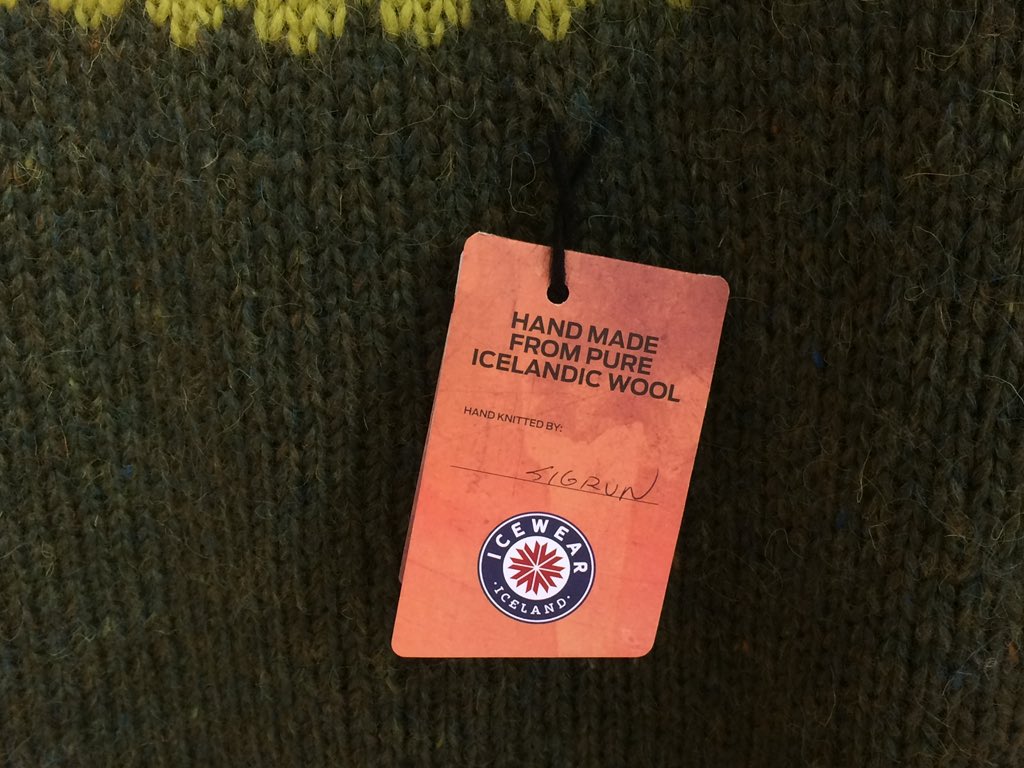 HAND MADE
FROM PURE
ICELANDIC WOOL
HAND KNITTED BY:
SIGRUN
ICEWEAR
·ICELAND·